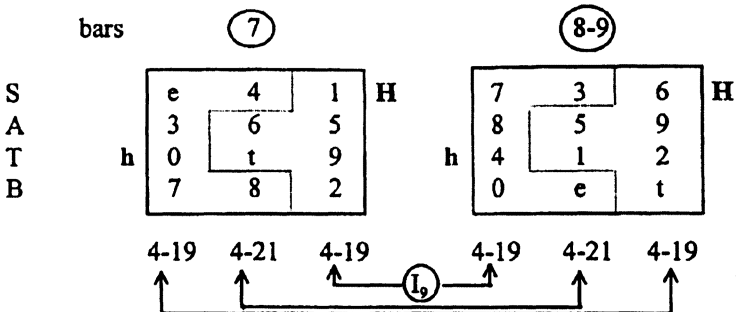 bars 7 8-9
S e 4 1 H 7 3 6 H
A 3 6 5 8 5 9
T h 0 t 9 h 4 1 2
B 7 8 2 0 e t
4-19 4-21 4-19 4-19 4-21 4-19
I₉